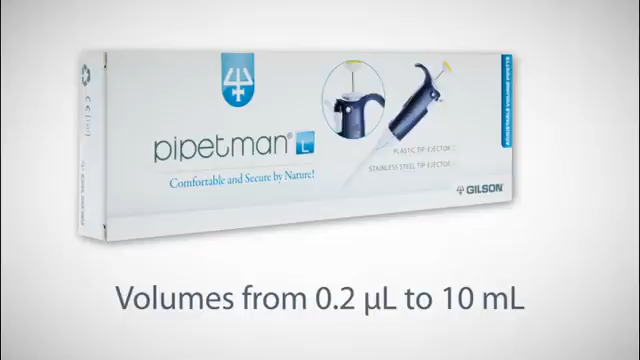 pipetman® L
Comfortable and Secure by Nature!
PLASTIC TIP EJECTOR
STAINLESS STEEL TIP EJECTOR
GILSON
ADJUSTABLE VOLUME PIPETTE
Volumes from 0.2 µL to 10 mL